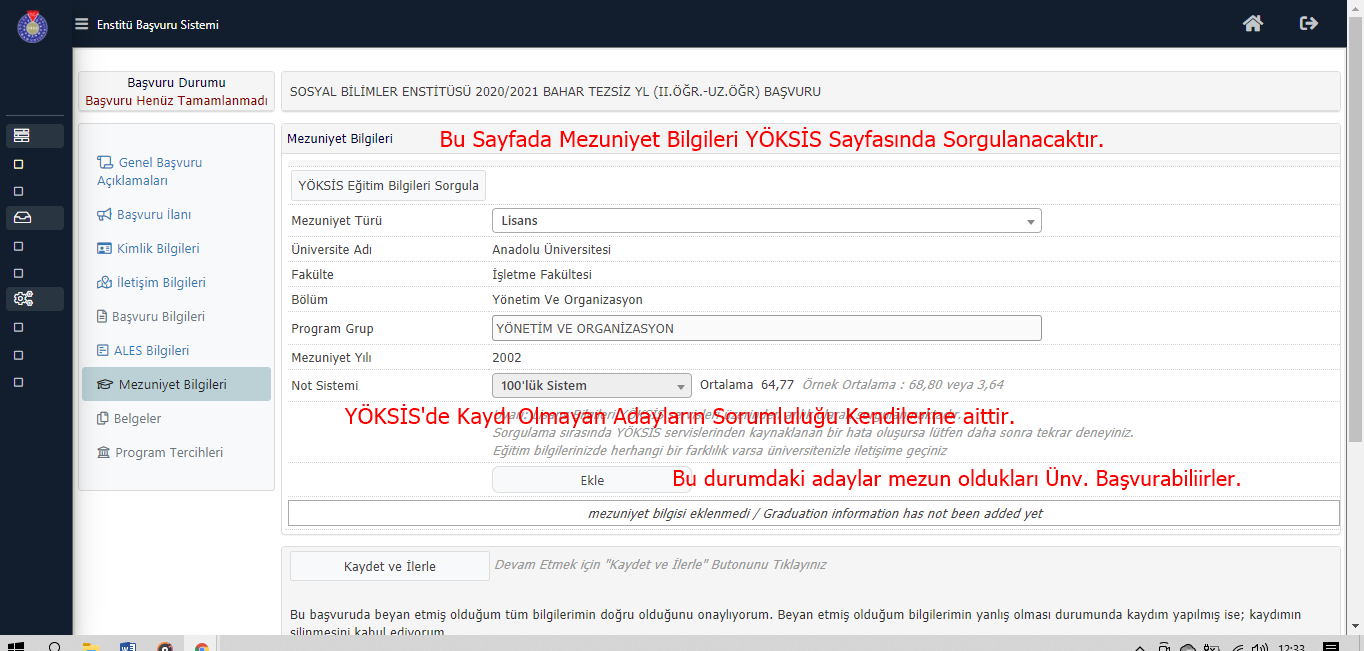 Enstitü Başvuru Sistemi
Başvuru Durumu
Başvuru Henüz Tamamlanmadı
SOSYAL BİLİMLER ENSTİTÜSÜ 2020/2021 BAHAR TEZSİZ YL (II.ÖĞR.-UZ.ÖĞR) BAŞVURU
Genel Başvuru
Açıklamaları
Başvuru İlanı
Kimlik Bilgileri
İletişim Bilgileri
Başvuru Bilgileri
ALES Bilgileri
Mezuniyet Bilgileri
Belgeler
Program Tercihleri
Mezuniyet Bilgileri Bu Sayfada Mezuniyet Bilgileri YÖKSİS Sayfasında Sorgulanacaktır.
YÖKSİS Eğitim Bilgileri Sorgula
Mezuniyet Türü Lisans
Üniversite Adı Anadolu Üniversitesi
Fakülte İşletme Fakültesi
Bölüm Yönetim Ve Organizasyon
Program Grup YÖNETİM VE ORGANİZASYON
Mezuniyet Yılı 2002
Not Sistemi 100'lük Sistem Ortalama 64,77 Örnek Ortalama : 68,80 veya 3,64
YÖKSİS'de Kaydı Olmayan Adayların Sorumluluğu Kendilerine aittir.
Sorgulama sırasında YÖKSİS servislerinden kaynaklanan bir hata oluşursa lütfen daha sonra tekrar deneyiniz.
Eğitim bilgilerinizde herhangi bir farklılık varsa üniversitenizle iletişime geçiniz
Ekle Bu durumdaki adaylar mezun oldukları Ünv. Başvurabiliirler.
mezuniyet bilgisi eklenmedi / Graduation information has not been added yet
Kaydet ve İlerle Devam Etmek için "Kaydet ve İlerle" Butonunu Tıklayınız
Bu başvuruda beyan etmiş olduğum tüm bilgilerimin doğru olduğunu onaylıyorum. Beyan etmiş olduğum bilgilerimin yanlış olması durumunda kaydım yapılmış ise; kaydımın
silinmesini kabul ediyorum
12:33